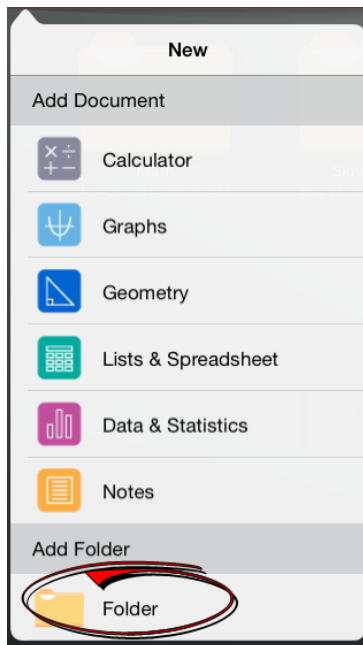 New
Add Document
Calculator
Graphs
Geometry
Lists & Spreadsheet
Data & Statistics
Notes
Add Folder
Folder